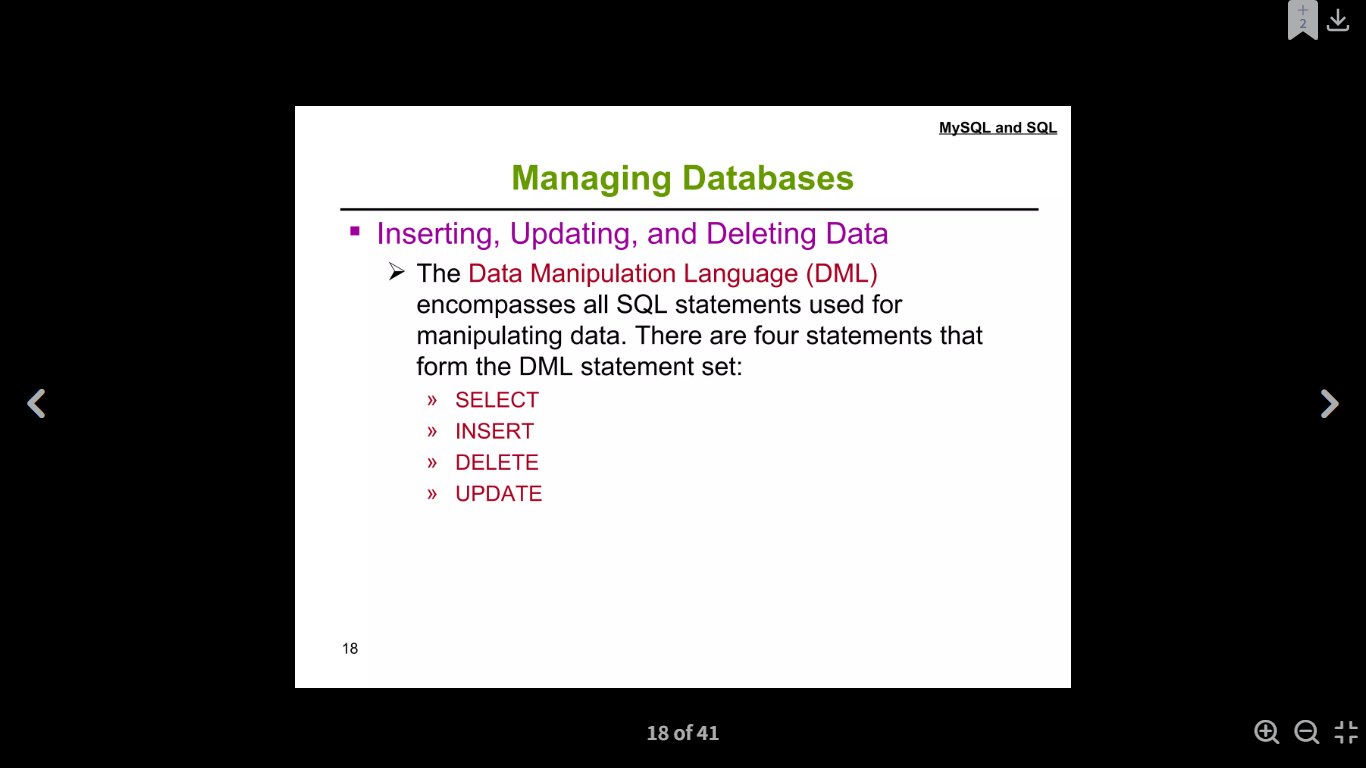 +
2
MySQL and SQL
Managing Databases
▪ Inserting, Updating, and Deleting Data
➢ The Data Manipulation Language (DML)
encompasses all SQL statements used for
manipulating data. There are four statements that
form the DML statement set:
» SELECT
» INSERT
» DELETE
» UPDATE
18
18 of 41